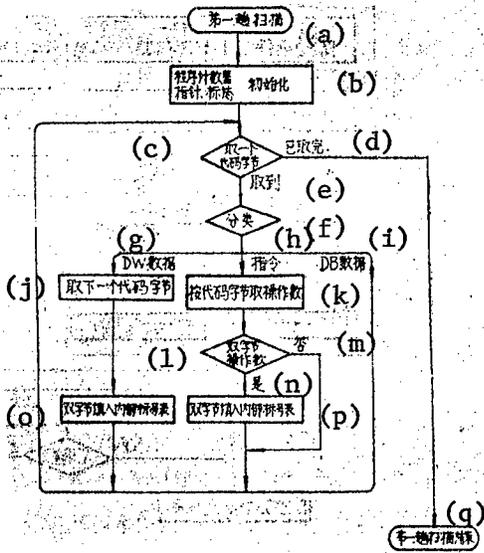 第一趟扫描
(a)
程序计数器
指针.标志 初始化
(b)
(c)
取一个
代码字节
已取完
(d)
取到
(e)
分类
(f)
(g)
(h)
(i)
DW数据
指令
DB数据
(j)
取下一个代码字节
按代码字节取操作数
(k)
(l)
双字节
操作数
否
(m)
是
(n)
(o)
双字节填入内部标号表
双字节填入内部标号表
(p)
(q)
第一趟扫描结束